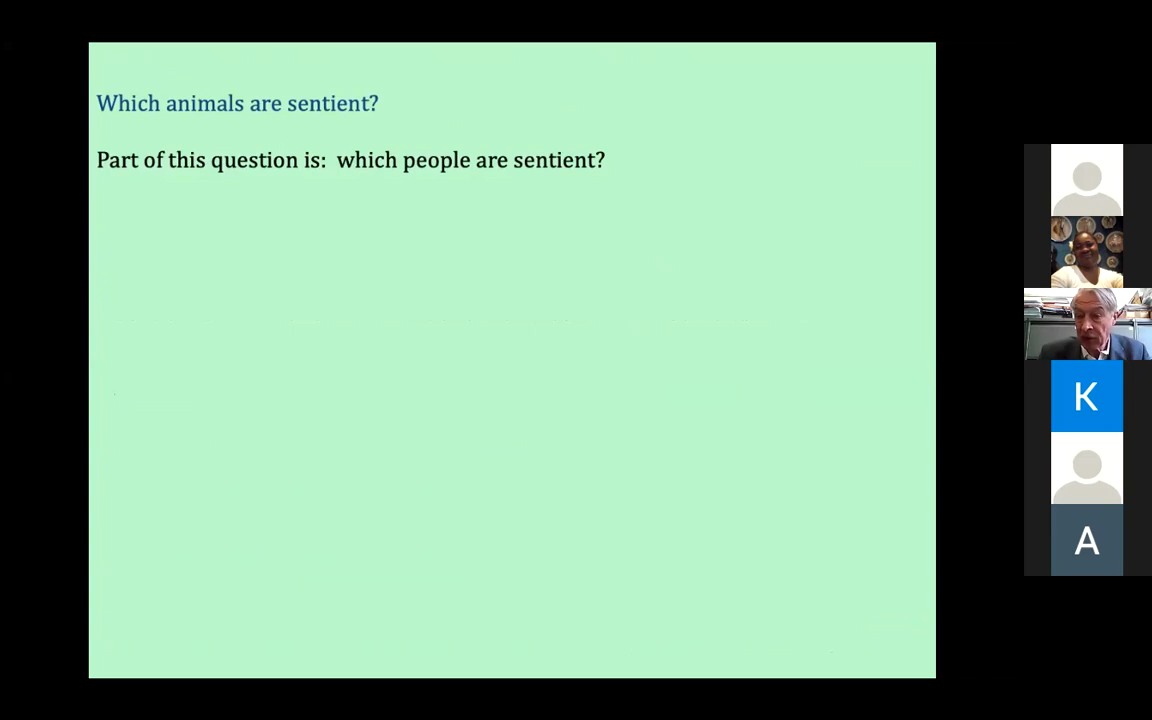 Which animals are sentient?
Part of this question is: which people are sentient?
K
A